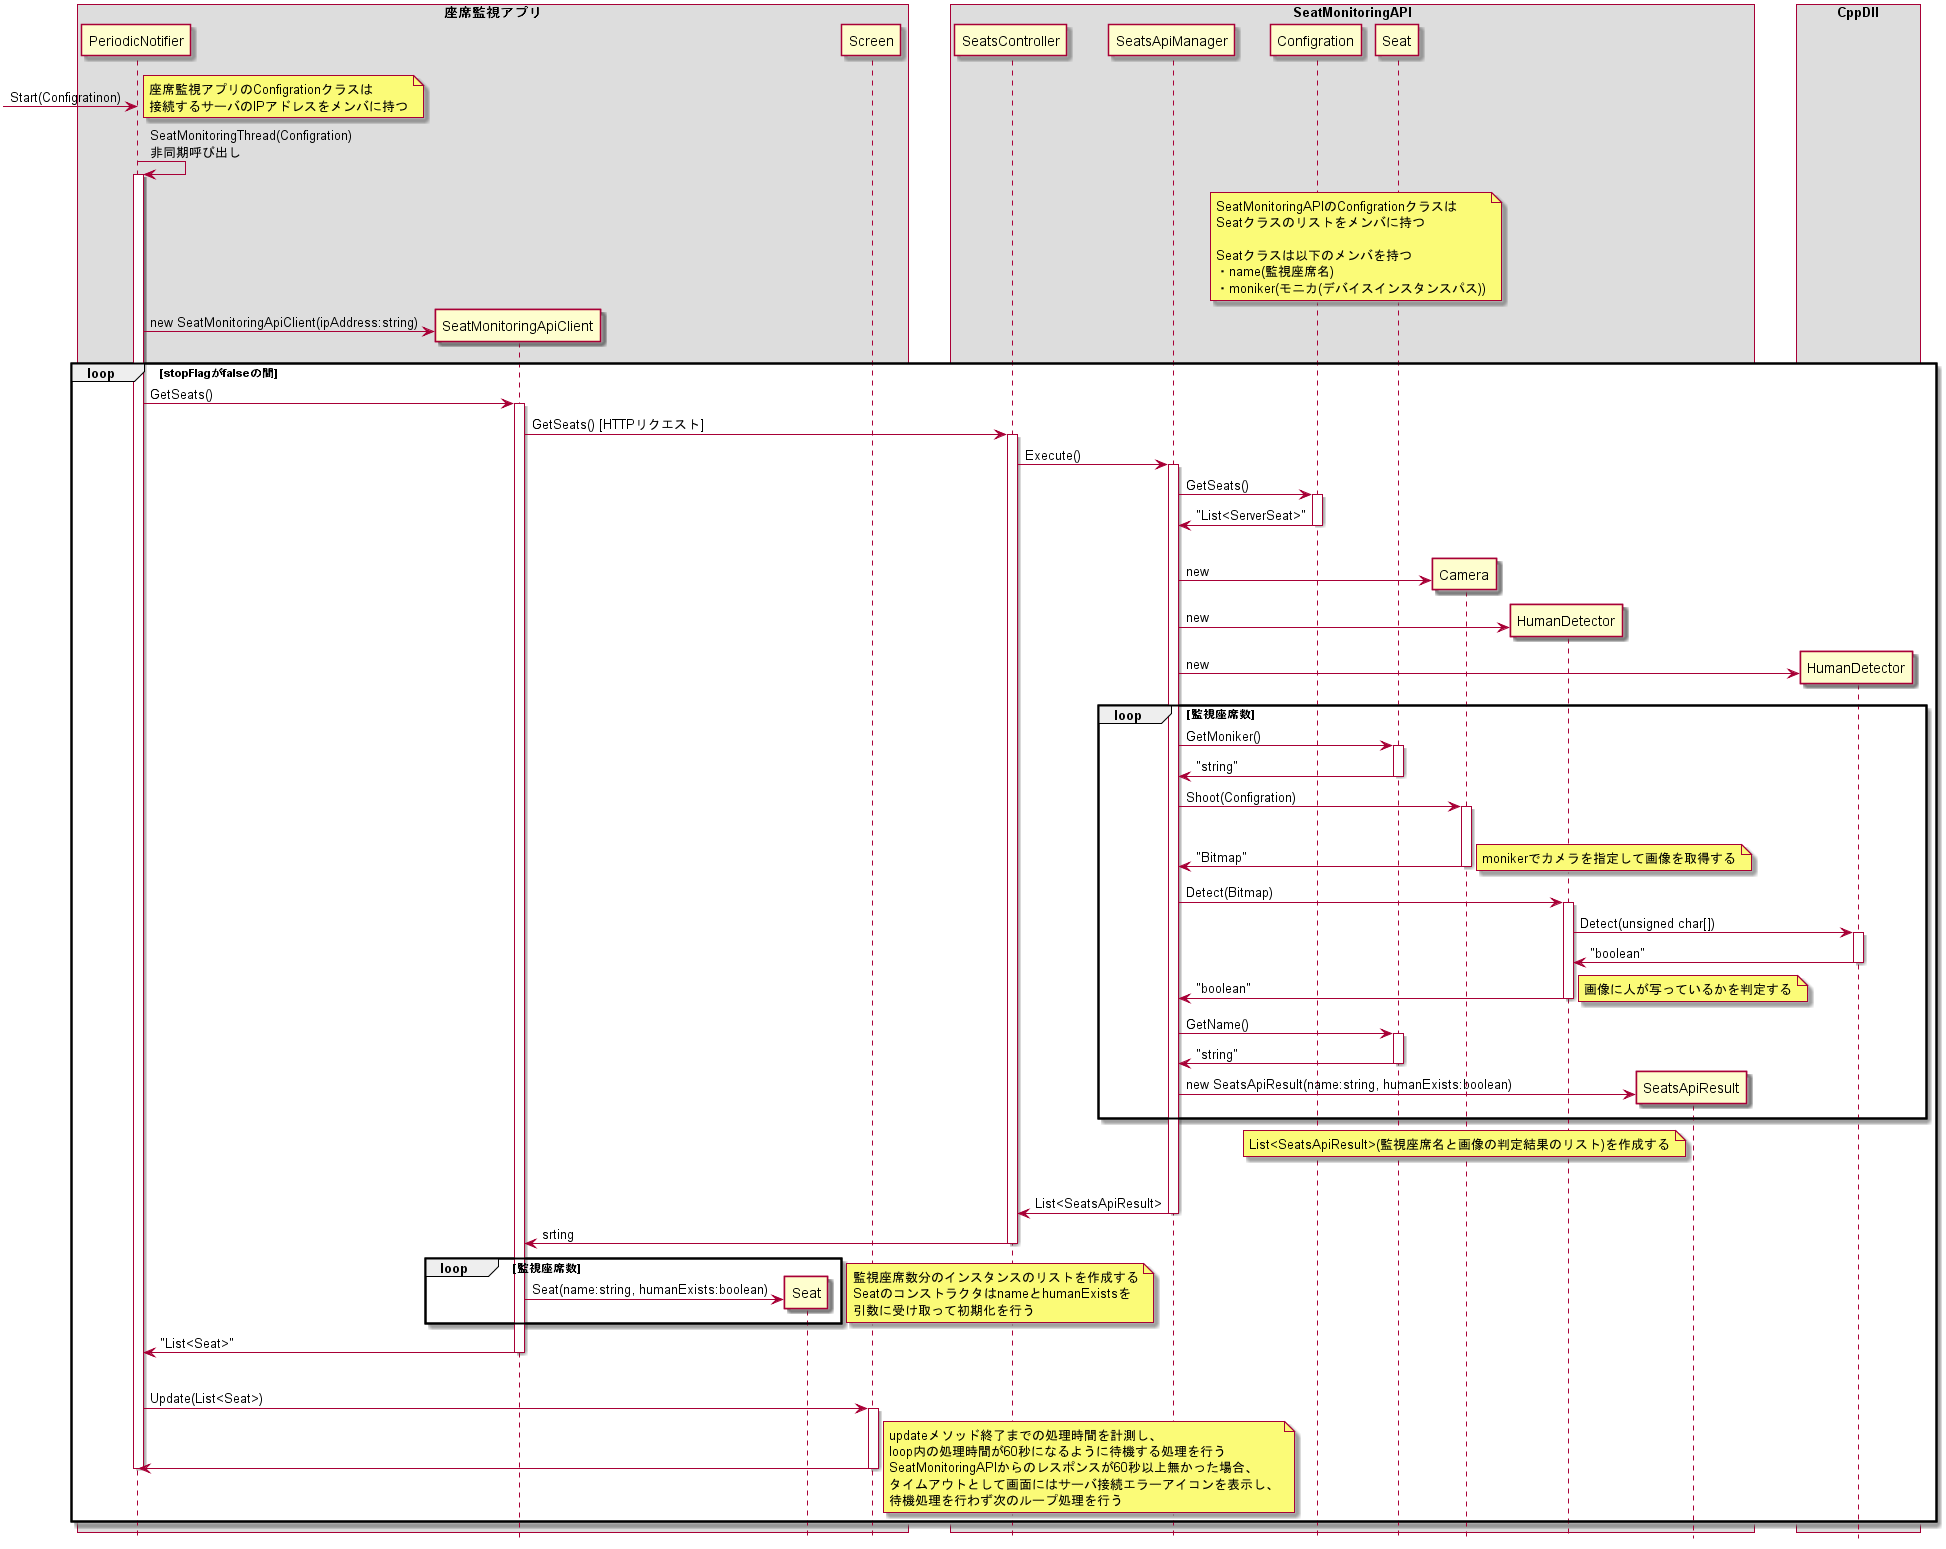 座席監視アプリ
SeatMonitoringAPI
CppDll
PeriodicNotifier
Screen
SeatsController
SeatsApiManager
Configration
Seat
座席監視アプリのConfigrationクラスは
接続するサーバのIPアドレスをメンバに持つ
Start(Configratinon)
SeatMonitoringThread(Configration)
非同期呼び出し
SeatMonitoringAPIのConfigrationクラスは
Seatクラスのリストをメンバに持つ
Seatクラスは以下のメンバを持つ
・name(監視座席名)
・moniker(モニカ(デバイスインスタンスパス))
new SeatMonitoringApiClient(ipAddress:string)
SeatMonitoringApiClient
loop
[stopFlagがfalseの間]
GetSeats()
GetSeats() [HTTPリクエスト]
Execute()
GetSeats()
"List<ServerSeat>"
new
Camera
new
HumanDetector
new
HumanDetector
loop
[監視座席数]
GetMoniker()
"string"
Shoot(Configration)
"Bitmap"
monikerでカメラを指定して画像を取得する
Detect(Bitmap)
Detect(unsigned char[])
"boolean"
"boolean"
画像に人が写っているかを判定する
GetName()
"string"
new SeatsApiResult(name:string, humanExists:boolean)
SeatsApiResult
List<SeatsApiResult>(監視座席名と画像の判定結果のリスト)を作成する
List<SeatsApiResult>
srting
loop
[監視座席数]
Seat(name:string, humanExists:boolean)
Seat
監視座席数分のインスタンスのリストを作成する
SeatのコンストラクタはnameとhumanExistsを
引数に受け取って初期化を行う
"List<Seat>"
Update(List<Seat>)
updateメソッド終了までの処理時間を計測し、
loop内の処理時間が60秒になるように待機する処理を行う
SeatMonitoringAPIからのレスポンスが60秒以上無かった場合、
タイムアウトとして画面にはサーバ接続エラーアイコンを表示し、
待機処理を行わず次のループ処理を行う